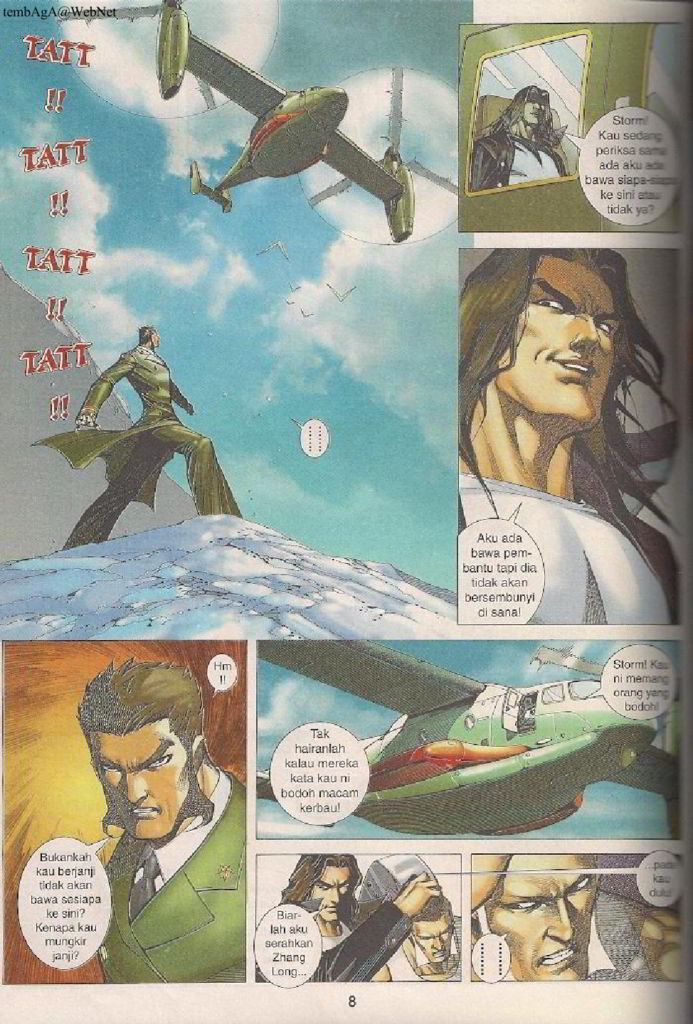 tembAgA@WebNet
TATT
!!
TATT
!!
TATT
!!
TATT
!!
Storm!
Kau sedang
periksa sama
ada aku ada
bawa siapa-siapa
ke sini atau
tidak ya?
Aku ada
bawa pem-
bantu tapi dia
tidak akan
bersembunyi
di sana!
Hm
!!
Bukankah
kau berjanji
tidak akan
bawa sesiapa
ke sini?
Kenapa kau
mungkir
janji?
Storm! Kau
ni memang
orang yang
bodoh!
Tak
hairanlah
kalau mereka
kata kau ni
bodoh macam
kerbau!
Biar-
lah aku
serahkan
Zhang
Long...
...pada
kau
dulu!
8